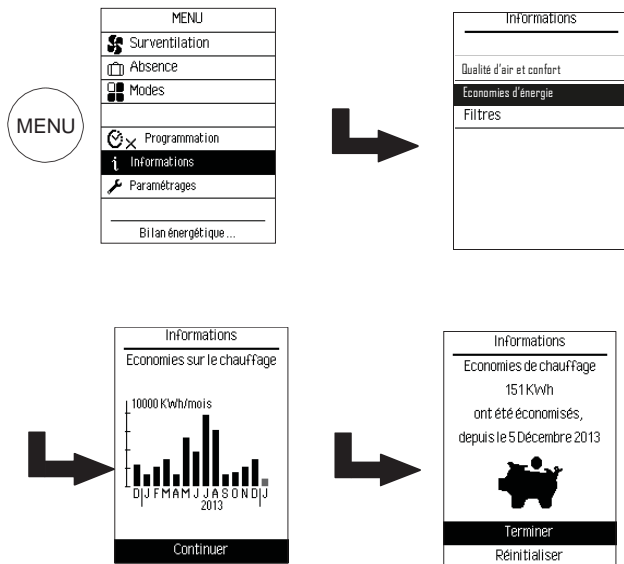 MENU
MENU
Surventilation
Absence
Modes
Programmation
Informations
Paramétrages
Bilan énergétique...
Informations
Qualité d'air et confort
Economies d'énergie
Filtres
Informations
Economies sur le chauffage
10000 KWh/mois
D J F M A M J J A S O N D J
2013
Continuer
Informations
Economies de chauffage
151 KWh
ont été économisés,
depuis le 5 Décembre 2013
Terminer
Réinitialiser